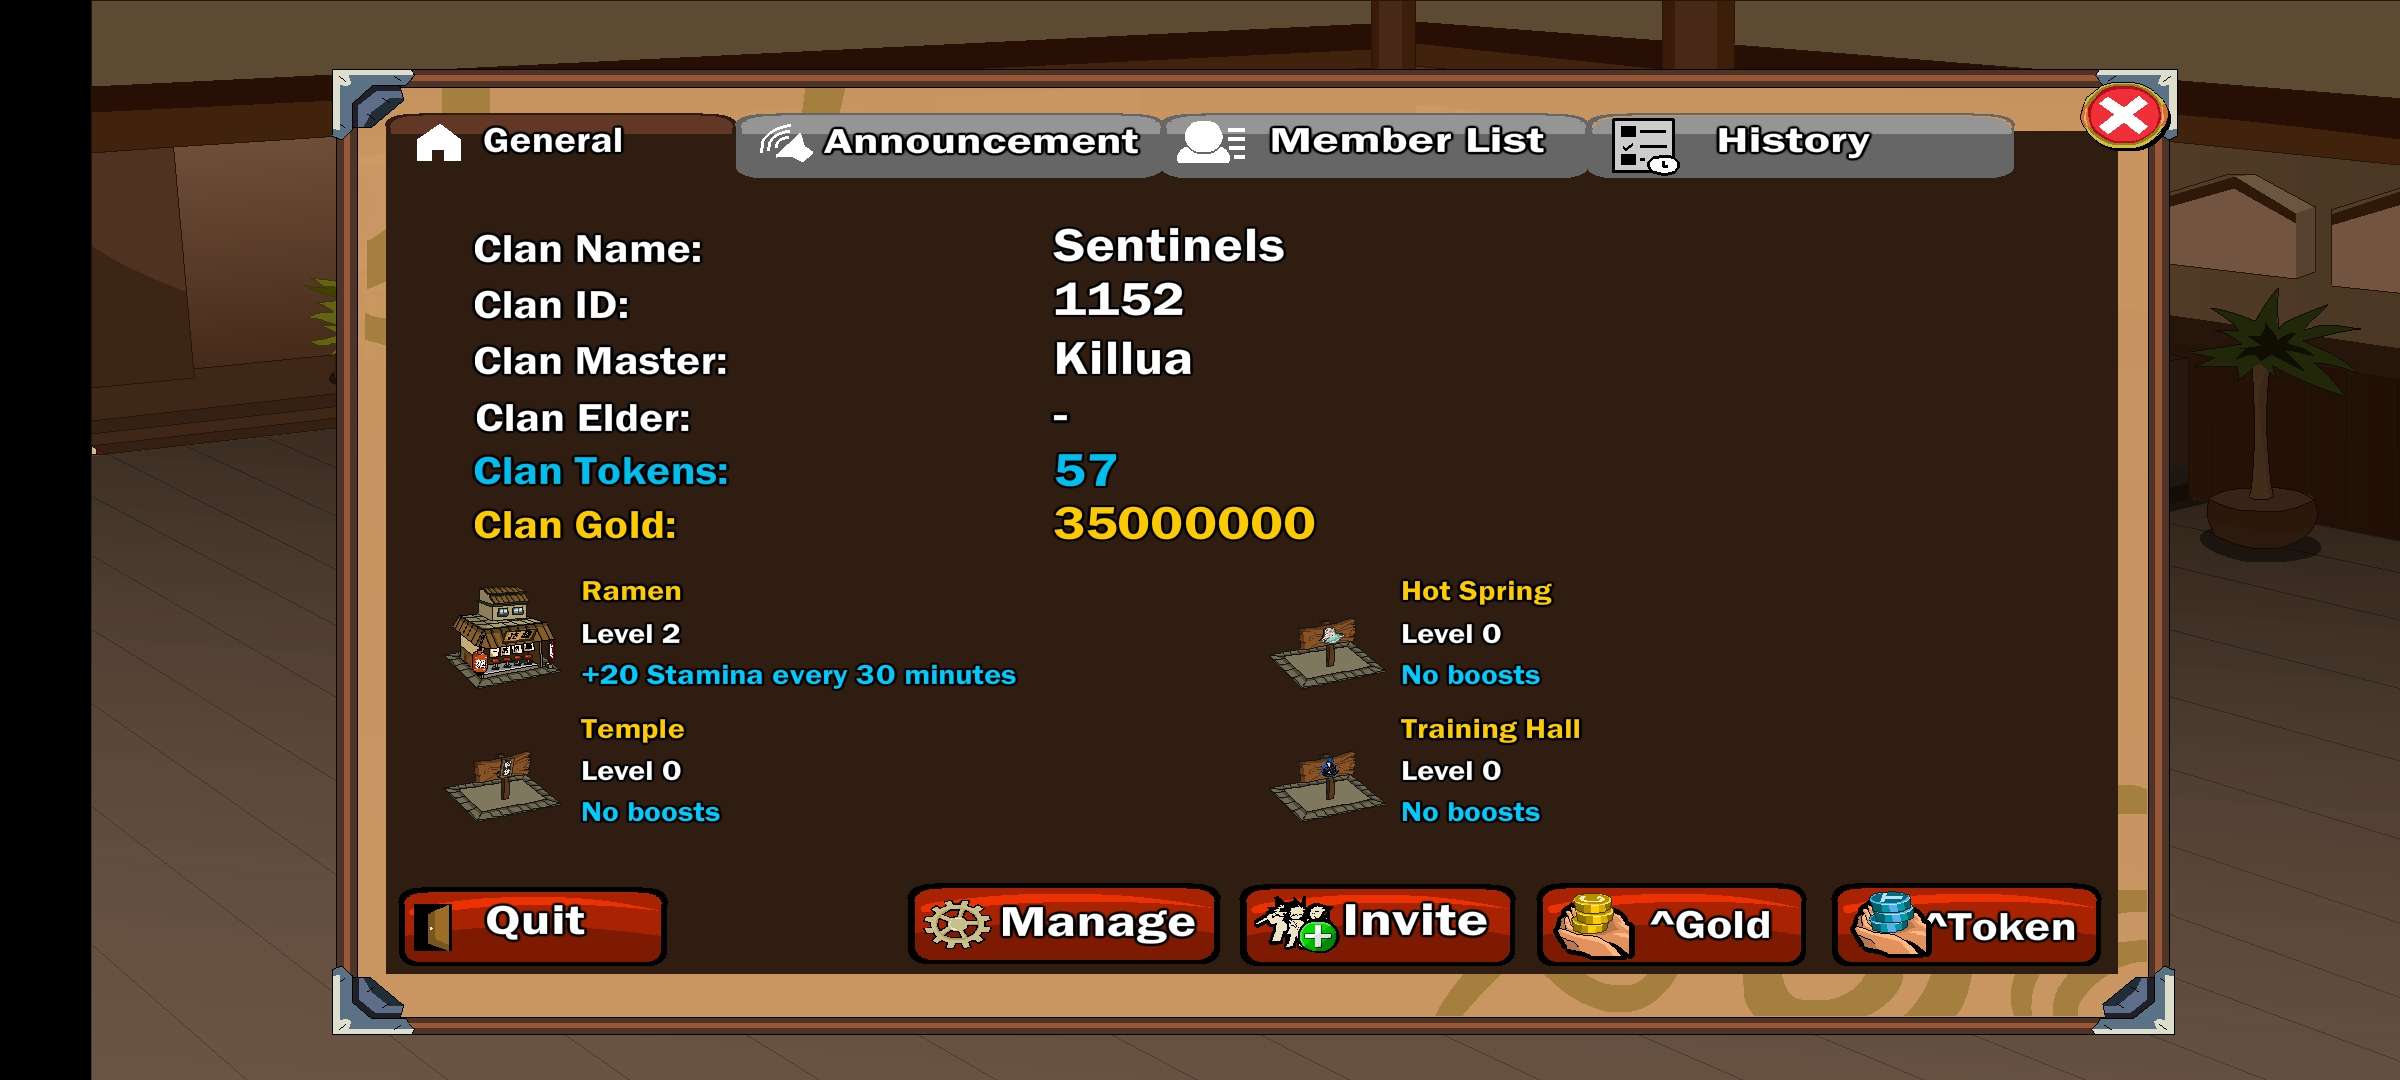 General
Announcement
Member List
History
Clan Name: Sentinels
Clan ID: 1152
Clan Master: Killua
Clan Elder: -
Clan Tokens: 57
Clan Gold: 35000000
Ramen
Level 2
+20 Stamina every 30 minutes
Hot Spring
Level 0
No boosts
Temple
Level 0
No boosts
Training Hall
Level 0
No boosts
Quit
Manage
Invite
^Gold
^Token